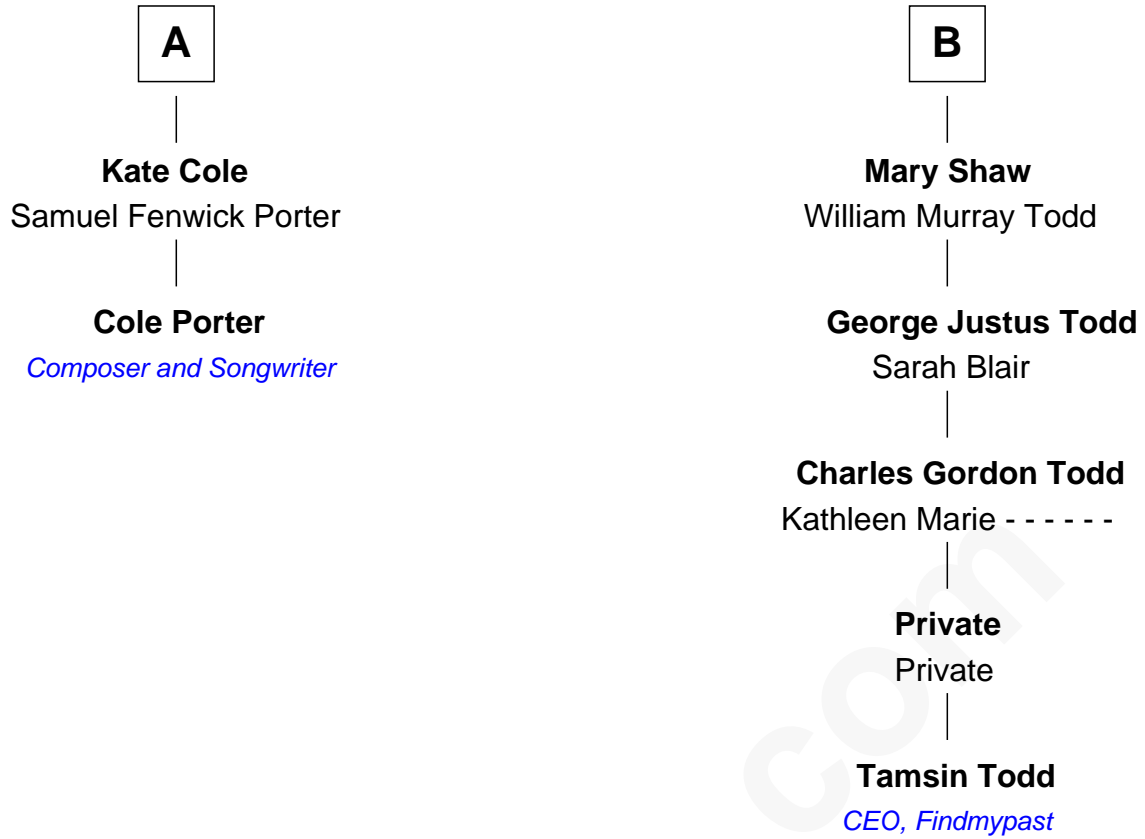 A
Kate Cole
Samuel Fenwick Porter
Cole Porter
Composer and Songwriter
B
Mary Shaw
William Murray Todd
George Justus Todd
Sarah Blair
Charles Gordon Todd
Kathleen Marie - - - - - -
Private
Private
Tamsin Todd
CEO, Findmypast
com